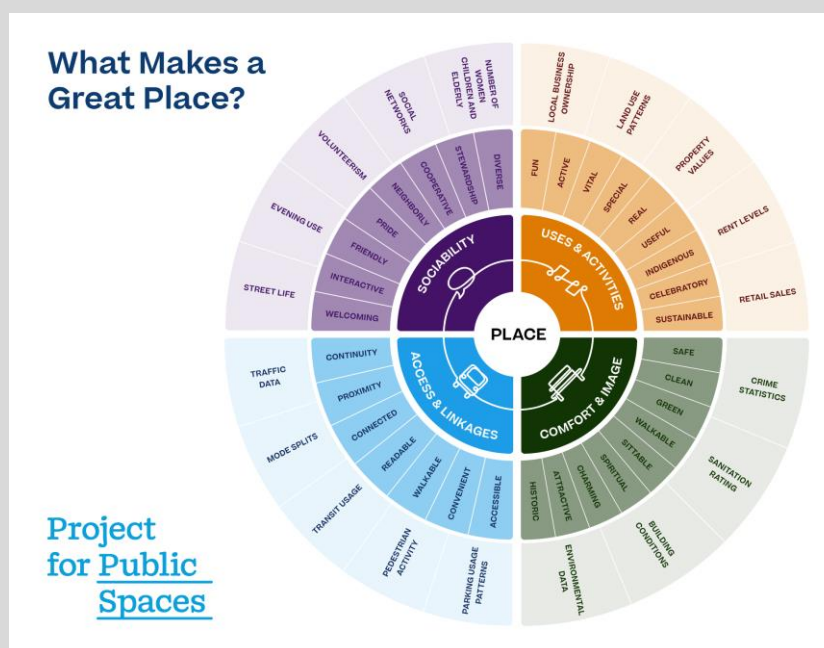 What Makes a
Great Place?
PLACE
SOCIABILITY
USES & ACTIVITIES
ACCESS & LINKAGES
COMFORT & IMAGE
WELCOMING
INTERACTIVE
FRIENDLY
PRIDE
NEIGHBORLY
COOPERATIVE
STEWARDSHIP
DIVERSE
STREET LIFE
EVENING USE
VOLUNTEERISM
SOCIAL
NETWORKS
NUMBER OF
WOMEN
CHILDREN AND
ELDERLY
FUN
ACTIVE
VITAL
SPECIAL
REAL
USEFUL
INDIGENOUS
CELEBRATORY
SUSTAINABLE
LOCAL BUSINESS
OWNERSHIP
LAND USE
PATTERNS
PROPERTY
VALUES
RENT LEVELS
RETAIL SALES
SAFE
CLEAN
GREEN
WALKABLE
SITTABLE
SPIRITUAL
CHARMING
ATTRACTIVE
HISTORIC
CRIME
STATISTICS
SANITATION
RATING
BUILDING
CONDITIONS
ENVIRONMENTAL
DATA
CONTINUITY
PROXIMITY
CONNECTED
READABLE
WALKABLE
CONVENIENT
ACCESSIBLE
TRAFFIC
DATA
MODE SPLITS
TRANSIT USAGE
PEDESTRIAN
ACTIVITY
PARKING USAGE
PATTERNS
Project
for Public
Spaces